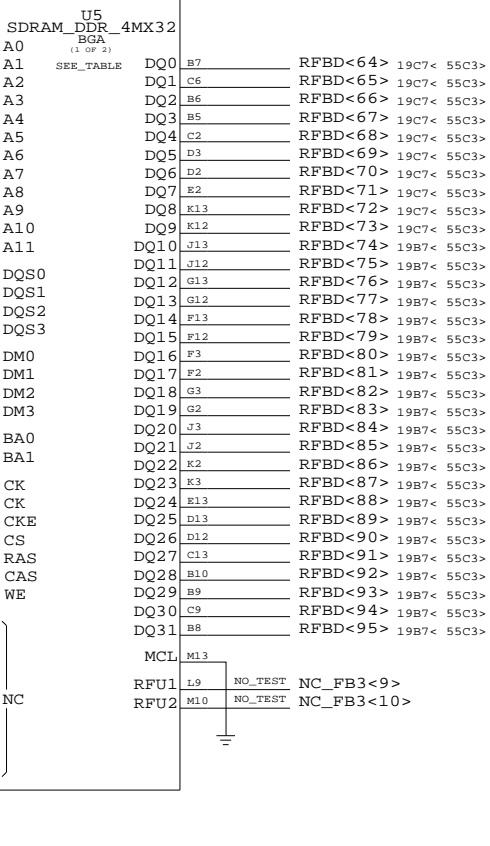 U5
SDRAM_DDR_4MX32
BGA
(1 OF 2)
SEE_TABLE
A0
A1
A2
A3
A4
A5
A6
A7
A8
A9
A10
A11
DQS0
DQS1
DQS2
DQS3
DM0
DM1
DM2
DM3
BA0
BA1
CK
CK
CKE
CS
RAS
CAS
WE
NC
DQ0 B7 RFBD<64> 19C7< 55C3>
DQ1 C6 RFBD<65> 19C7< 55C3>
DQ2 B6 RFBD<66> 19C7< 55C3>
DQ3 B5 RFBD<67> 19C7< 55C3>
DQ4 C2 RFBD<68> 19C7< 55C3>
DQ5 D3 RFBD<69> 19C7< 55C3>
DQ6 D2 RFBD<70> 19C7< 55C3>
DQ7 E2 RFBD<71> 19C7< 55C3>
DQ8 K13 RFBD<72> 19C7< 55C3>
DQ9 K12 RFBD<73> 19C7< 55C3>
DQ10 J13 RFBD<74> 19B7< 55C3>
DQ11 J12 RFBD<75> 19B7< 55C3>
DQ12 G13 RFBD<76> 19B7< 55C3>
DQ13 G12 RFBD<77> 19B7< 55C3>
DQ14 F13 RFBD<78> 19B7< 55C3>
DQ15 F12 RFBD<79> 19B7< 55C3>
DQ16 F3 RFBD<80> 19B7< 55C3>
DQ17 F2 RFBD<81> 19B7< 55C3>
DQ18 G3 RFBD<82> 19B7< 55C3>
DQ19 G2 RFBD<83> 19B7< 55C3>
DQ20 J3 RFBD<84> 19B7< 55C3>
DQ21 J2 RFBD<85> 19B7< 55C3>
DQ22 K2 RFBD<86> 19B7< 55C3>
DQ23 K3 RFBD<87> 19B7< 55C3>
DQ24 E13 RFBD<88> 19B7< 55C3>
DQ25 D13 RFBD<89> 19B7< 55C3>
DQ26 D12 RFBD<90> 19B7< 55C3>
DQ27 C13 RFBD<91> 19B7< 55C3>
DQ28 B10 RFBD<92> 19B7< 55C3>
DQ29 B9 RFBD<93> 19B7< 55C3>
DQ30 C9 RFBD<94> 19B7< 55C3>
DQ31 B8 RFBD<95> 19B7< 55C3>
MCL M13
RFU1 L9 NO_TEST NC_FB3<9>
RFU2 M10 NO_TEST NC_FB3<10>